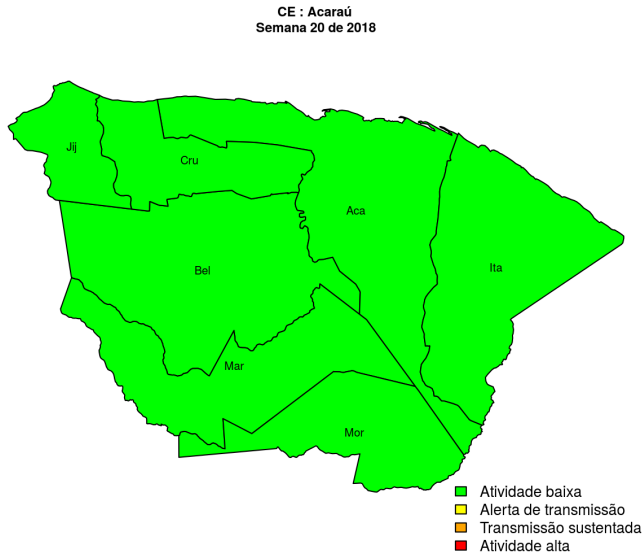 CE : Acaraú
Semana 20 de 2018
Jij
Cru
Aca
Bel
Ita
Mar
Mor
Atividade baixa
Alerta de transmissão
Transmissão sustentada
Atividade alta